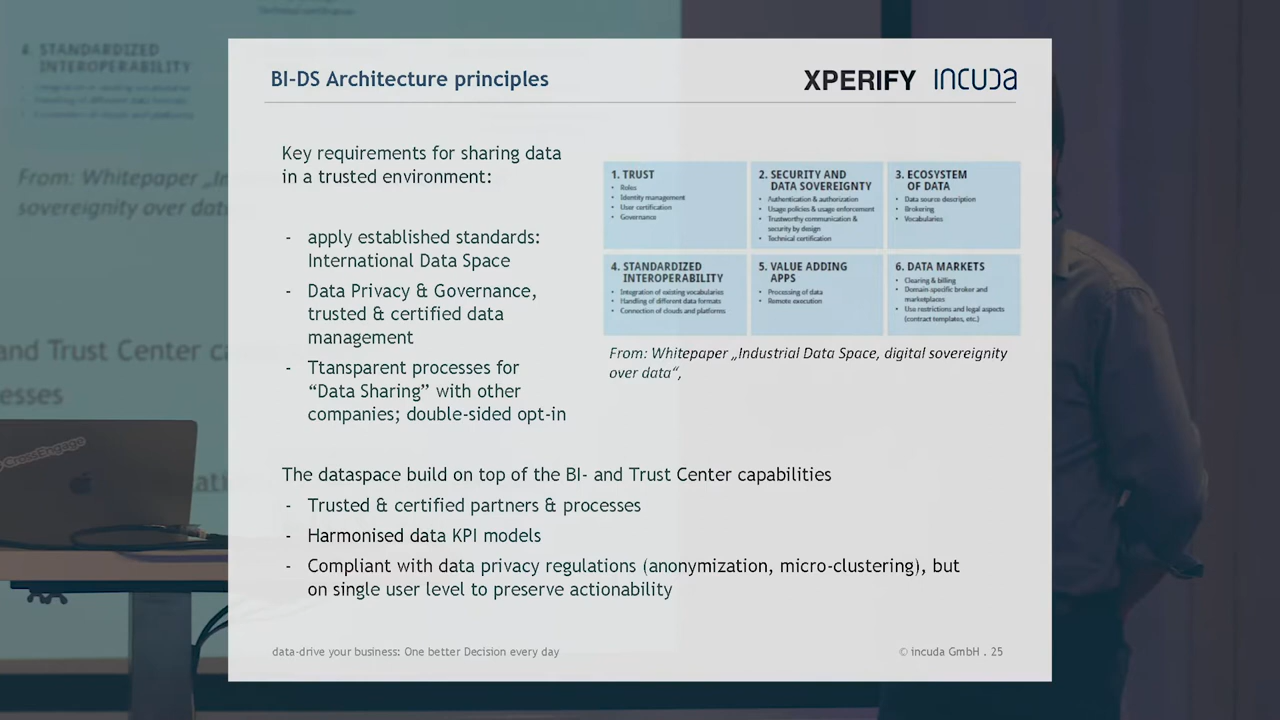 BI-DS Architecture principles
XPERIFY incuda
Key requirements for sharing data
in a trusted environment:
- apply established standards:
International Data Space
- Data Privacy & Governance,
trusted & certified data
management
- Ttansparent processes for
“Data Sharing” with other
companies; double-sided opt-in
1. TRUST
• Roles
• Identity management
• User certification
• Governance
2. SECURITY AND
DATA SOVEREIGNTY
• Authentication & authorization
• Usage policies & usage enforcement
• Trustworthy communication &
security by design
• Technical certification
3. ECOSYSTEM
OF DATA
• Data source description
• Brokering
• Vocabularies
4. STANDARDIZED
INTEROPERABILITY
• Integration of existing vocabularies
• Handling of different data formats
• Connection of clouds and platforms
5. VALUE ADDING
APPS
• Processing of data
• Remote execution
6. DATA MARKETS
• Clearing & billing
• Domain specific broker and
marketplaces
• Use restrictions and legal aspects
(contract templates, etc.)
From: Whitepaper „Industrial Data Space, digital sovereignity
over data“,
The dataspace build on top of the BI- and Trust Center capabilities
- Trusted & certified partners & processes
- Harmonised data KPI models
- Compliant with data privacy regulations (anonymization, micro-clustering), but
on single user level to preserve actionability
data-drive your business: One better Decision every day
© incuda GmbH . 25
4 STANDARDIZED
INTEROPERABILITY
From: Whitepaper „In
sovereignity over dat
and Trust Center ca
esses
CrossEngage